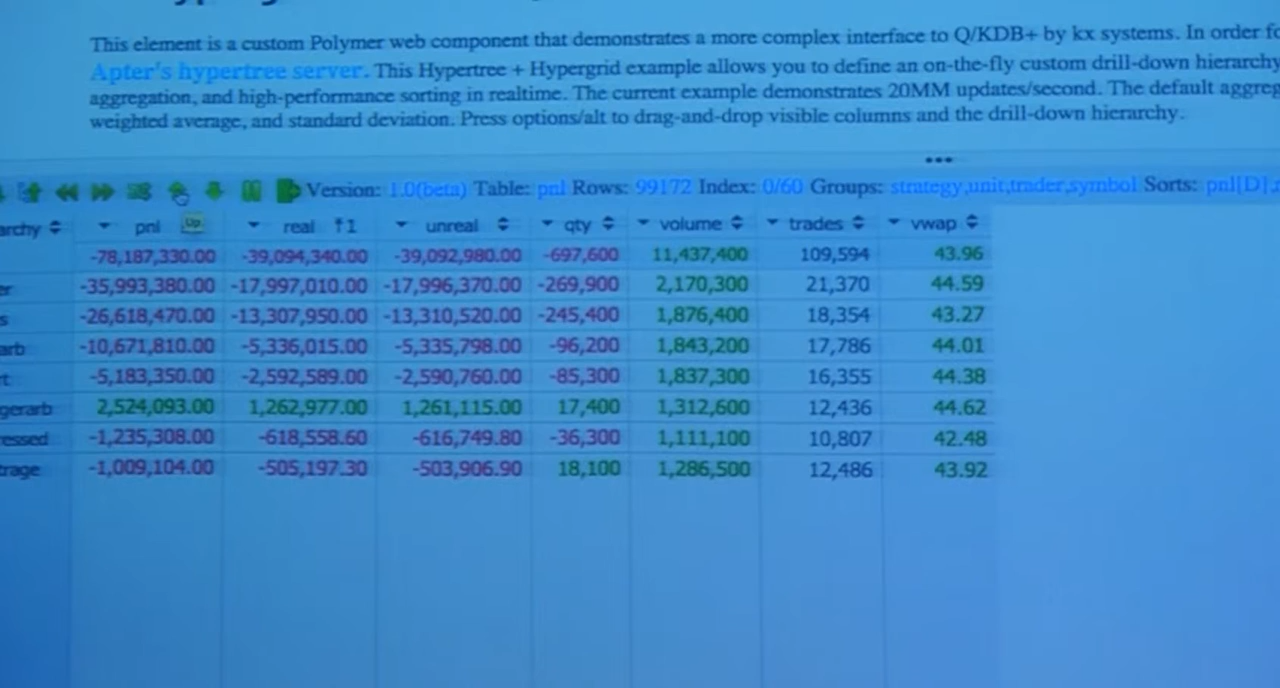 This element is a custom Polymer web component that demonstrates a more complex interface to Q/KDB+ by kx systems. In order
Apter's hypertree server. This Hypertree + Hypergrid example allows you to define an on-the-fly custom drill-down hierarchy
aggregation, and high-performance sorting in realtime. The current example demonstrates 20MM updates/second. The default
weighted average, and standard deviation. Press options/alt to drag-and-drop visible columns and the drill-down hierarchy.
Version: 1.0(beta) Table: pnl Rows: 99172 Index: 0/60 Groups: strategy,unit,trader,symbol Sorts: pnl[D],
archy pnl Up real 1 unreal qty volume trades vwap
-78,187,330.00 -39,094,340.00 -39,092,980.00 -697,600 11,437,400 109,594 43.96
er -35,993,380.00 -17,997,010.00 -17,996,370.00 -269,900 2,170,300 21,370 44.59
s -26,618,470.00 -13,307,950.00 -13,310,520.00 -245,400 1,876,400 18,354 43.27
arb -10,671,810.00 -5,336,015.00 -5,335,798.00 -96,200 1,843,200 17,786 44.01
t -5,183,350.00 -2,592,589.00 -2,590,760.00 -85,300 1,837,300 16,355 44.38
gerarb 2,524,093.00 1,262,977.00 1,261,115.00 17,400 1,312,600 12,436 44.62
essed -1,235,308.00 -618,558.60 -616,749.80 -36,300 1,111,100 10,807 42.48
trage -1,009,104.00 -505,197.30 -503,906.90 18,100 1,286,500 12,486 43.92